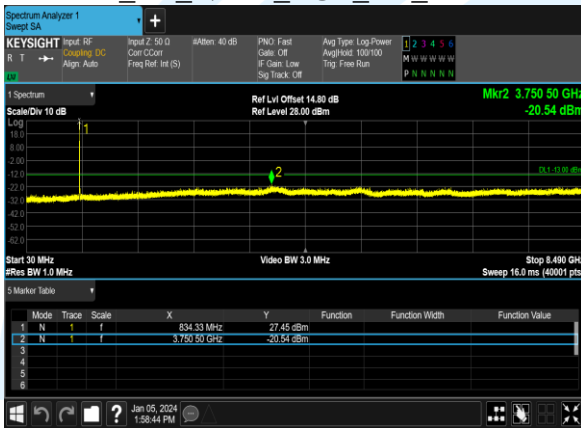 Spectrum Analyzer 1
Swept SA
KEYSIGHT Input: RF Input Z: 50 Ω #Atten: 40 dB PNO: Fast Avg Type: Log-Power 1 2 3 4 5 6
R T Coupling: DC Corr CCorr Gate: Off Avg|Hold: 100/100 M W W W W W
Align: Auto Freq Ref: Int (S) IF Gain: Low Trig: Free Run
LV Sig Track: Off P N N N N N
1 Spectrum Ref Lvl Offset 14.80 dB Mkr2 3.750 50 GHz
Scale/Div 10 dB Ref Level 28.00 dBm -20.54 dBm
Log
18.0
8.00
-2.00
-12.0
-22.0
-32.0
-42.0
-52.0
-62.0
1
2
DL1 -13.00 dBm
Start 30 MHz Video BW 3.0 MHz Stop 8.490 GHz
#Res BW 1.0 MHz Sweep 16.0 ms (40001 pts
5 Marker Table
Mode Trace Scale X Y Function Function Width Function Value
1 N 1 f 834.33 MHz 27.45 dBm
2 N 1 f 3.750 50 GHz -20.54 dBm
3
4
5
6
? Jan 05, 2024
1:58:44 PM